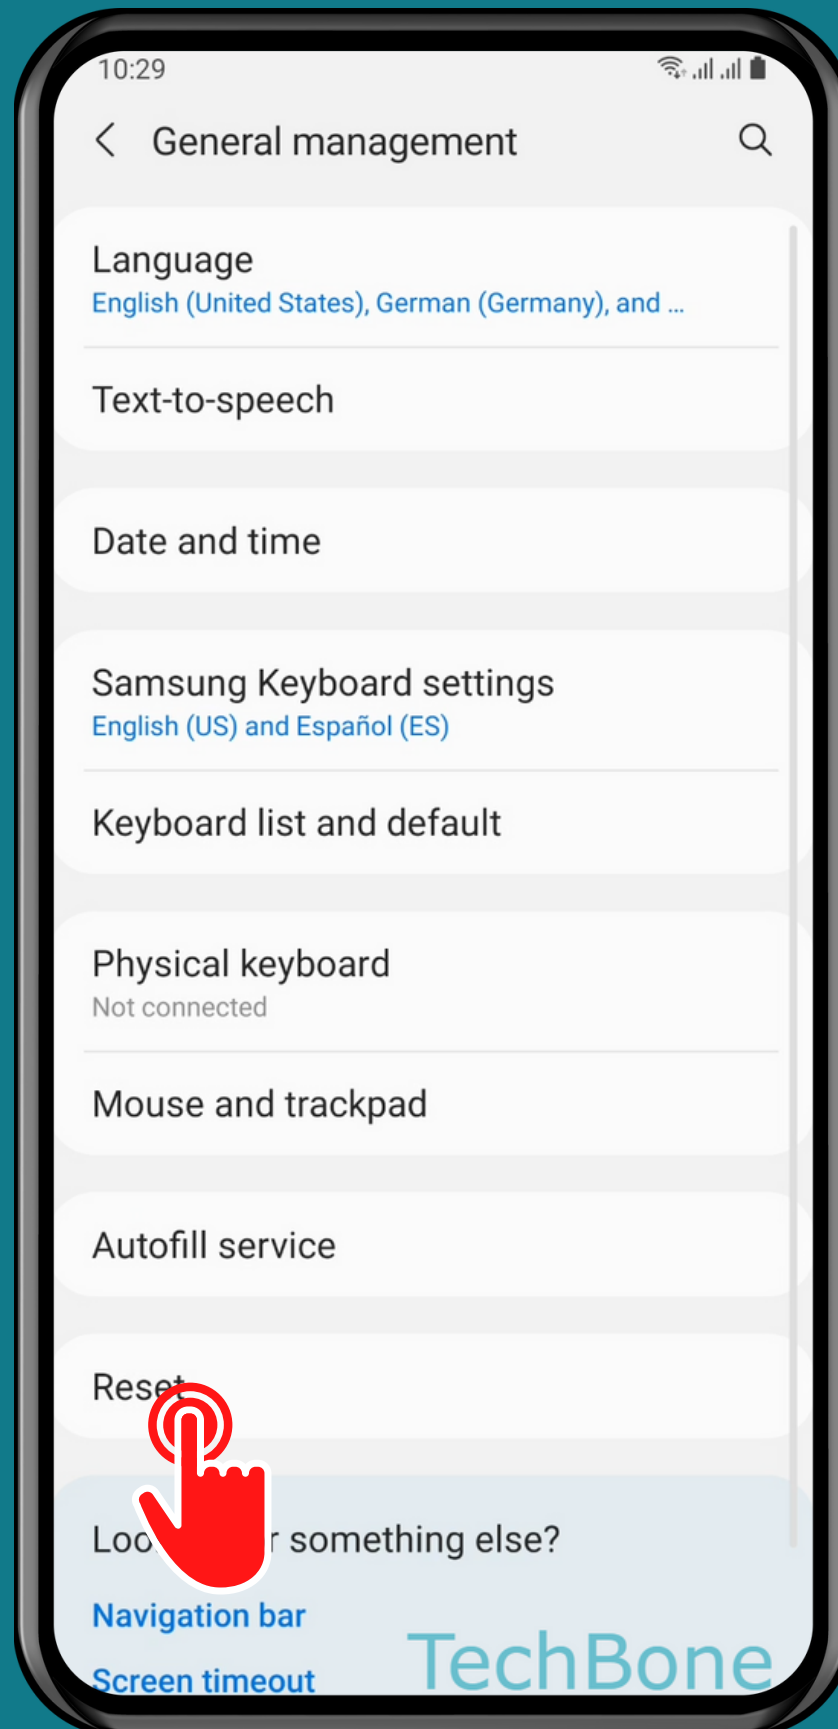 10:29
General management
Language
English (United States), German (Germany), and ...
Text-to-speech
Date and time
Samsung Keyboard settings
English (US) and Español (ES)
Keyboard list and default
Physical keyboard
Not connected
Mouse and trackpad
Autofill service
Reset
something else?
Navigation bar
Screen timeout
TechBone